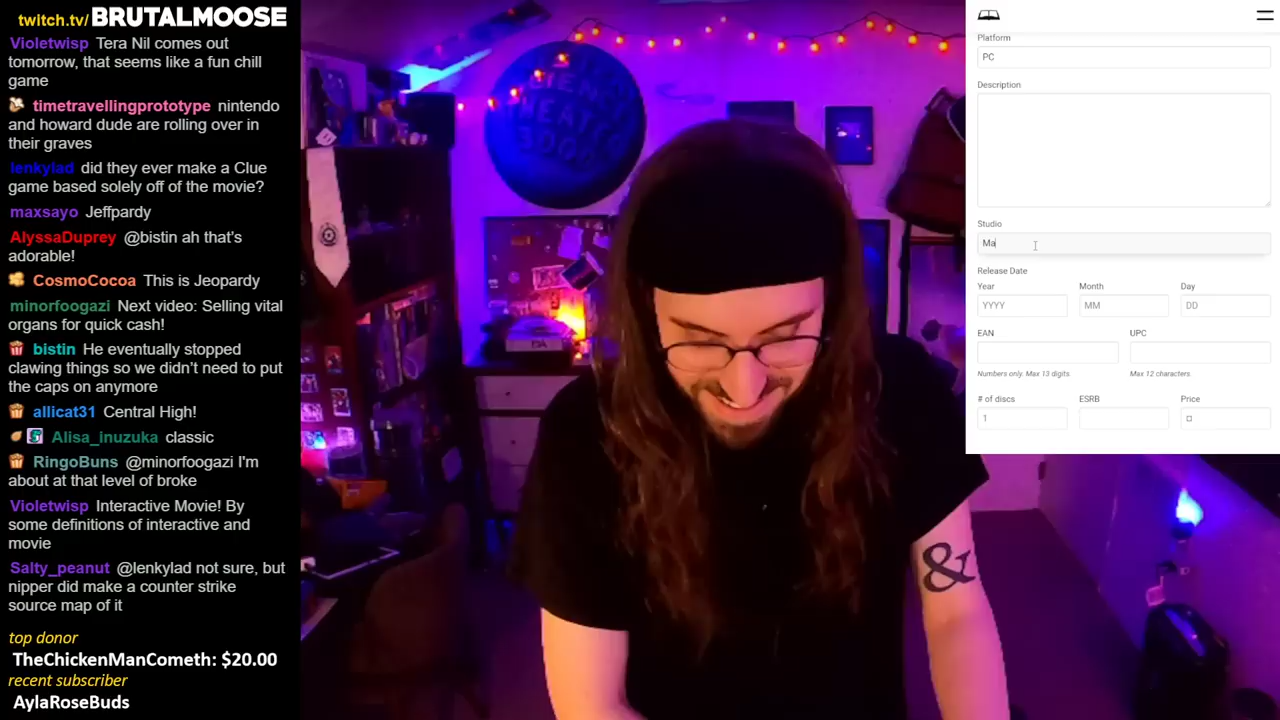 twitch.tv/BRUTALMOOSE
Violetwisp Tera Nil comes out
tomorrow, that seems like a fun chill
game
timetravellingprototype nintendo
and howard dude are rolling over in
their graves
lenkylad did they ever make a Clue
game based solely off of the movie?
maxsayo Jeffpardy
AlyssaDuprey @bistin ah that's
adorable!
CosmoCocoa This is Jeopardy
minorfoogazi Next video: Selling vital
organs for quick cash!
bistin He eventually stopped
clawing things so we didn't need to put
the caps on anymore
allicat31 Central High!
Alisa_inuzuka classic
RingoBuns @minorfoogazi I'm
about at that level of broke
Violetwisp Interactive Movie! By
some definitions of interactive and
movie
Salty_peanut @lenkylad not sure, but
nipper did make a counter strike
source map of it
top donor
TheChickenManCometh: $20.00
recent subscriber
AylaRoseBuds
&
Platform
PC
Description
Studio
Ma
Release Date
Year Month Day
YYYY MM DD
EAN UPC
Numbers only. Max 13 digits. Max 12 characters.
# of discs ESRB Price
1